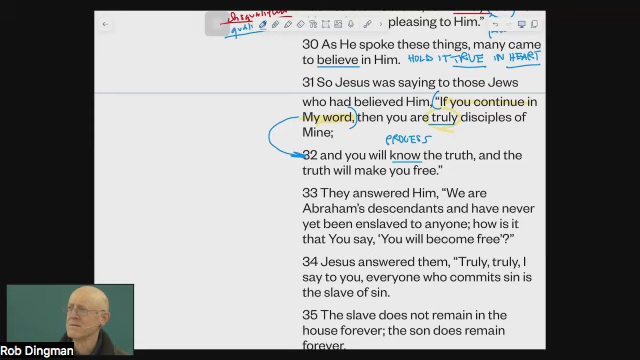 disqualified
pleasing to Him.”
30 As He spoke these things, many came
to believe in Him. HOLD IT TRUE IN HEART
31 So Jesus was saying to those Jews
who had believed Him, “If you continue in
My word, then you are truly disciples of
Mine;
PROCESS
32 and you will know the truth, and the
truth will make you free.”
33 They answered Him, “We are
Abraham’s descendants and have never
yet been enslaved to anyone; how is it
that You say, ‘You will become free’?”
34 Jesus answered them, “Truly, truly, I
say to you, everyone who commits sin is
the slave of sin.
35 The slave does not remain in the
house forever; the son does remain
forever.
Rob Dingman